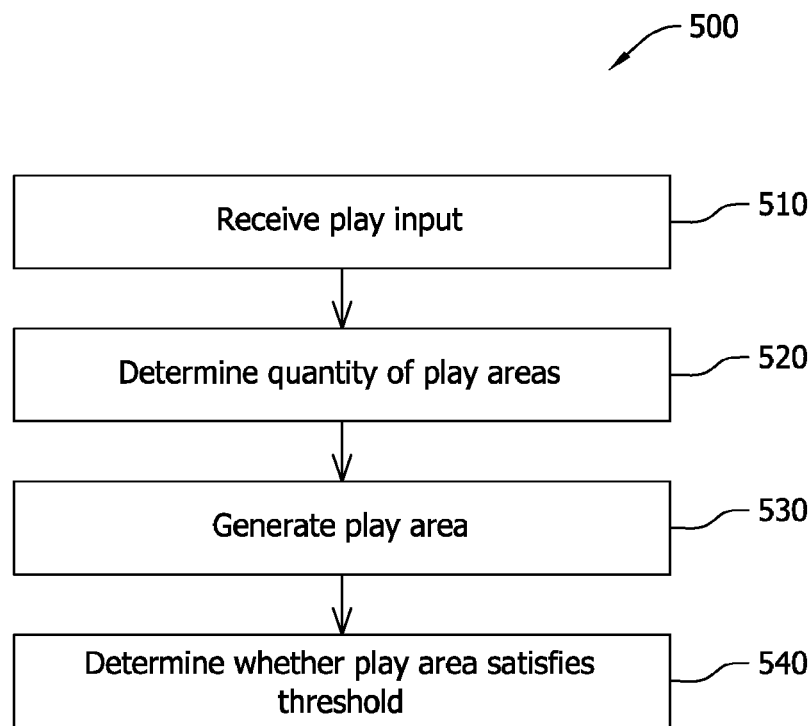 500
Receive play input
510
Determine quantity of play areas
520
Generate play area
530
Determine whether play area satisfies
threshold
540